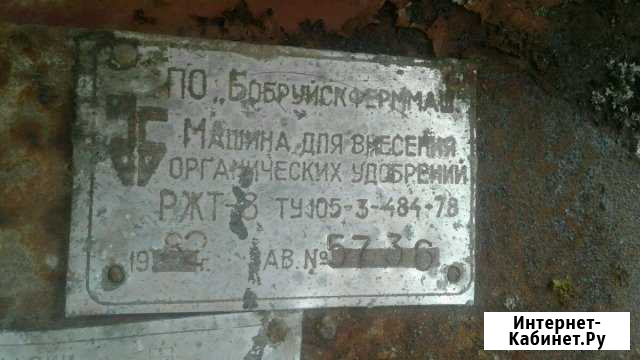 ПО „БОБРУЙСКФЕРММАШ"
МАШИНА ДЛЯ ВНЕСЕНИЯ
ОРГАНИЧЕСКИХ УДОБРЕНИЙ
РЖТ-8 ТУ105-3-484-78
19 г. ЗАВ.№ 5736
Интернет-
Кабинет.Ру